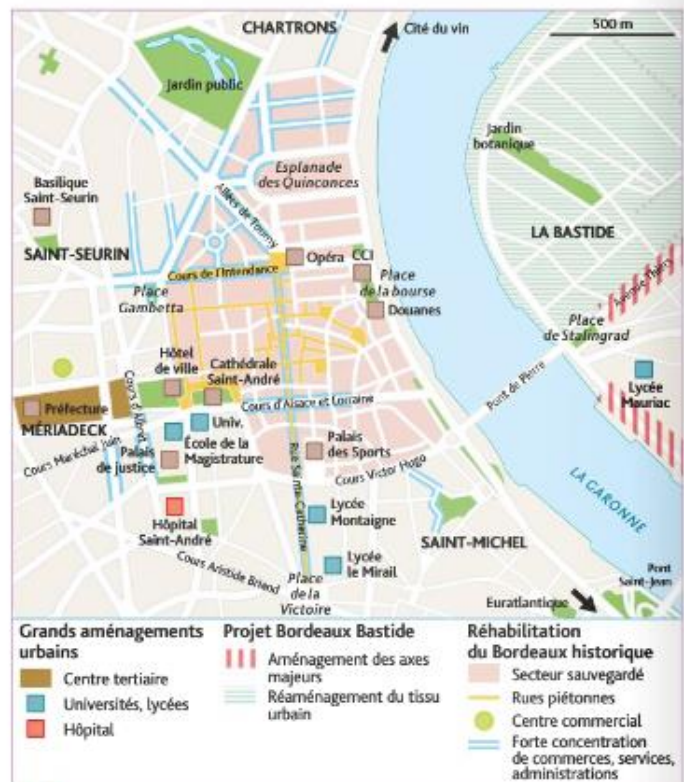 CHARTRONS
Cité du vin
500 m
Jardin public
Jardin
botanique
Esplanade
des Quinconces
Basilique
Saint-Seurin
Allées de Tourny
LA BASTIDE
SAINT-SEURIN
Opéra
CCI
Cours de l'Intendance
Place
de la bourse
Avenue Thiers
Place
Gambetta
Douanes
Place
de Stalingrad
Hôtel
de ville
Cathédrale
Saint-André
Lycée
Mauriac
Préfecture
Cours d'Albret
Cours d'Alsace et Lorraine
Pont de Pierre
MÉRIADECK
Univ.
Cours Maréchal Juin
École de la
Magistrature
Palais
de justice
Palais
des Sports
Rue Sainte-Catherine
Cours Victor Hugo
LA GARONNE
Hôpital
Saint-André
Lycée
Montaigne
SAINT-MICHEL
Cours Aristide Briand
Lycée
le Mirail
Pont
Saint-Jean
Place
de la
Victoire
Euratlantique
Grands aménagements
urbains
Centre tertiaire
Universités, lycées
Hôpital
Projet Bordeaux Bastide
Aménagement des axes
majeurs
Réaménagement du tissu
urbain
Réhabilitation
du Bordeaux historique
Secteur sauvegardé
Rues piétonnes
Centre commercial
Forte concentration
de commerces, services,
administrations